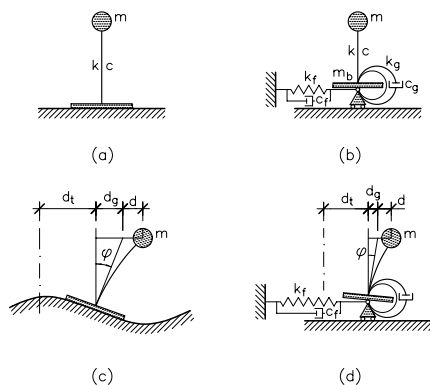 m
k c
(a)
m
k c
k_g
m_b
c_g
k_f
c_f
(b)
d_t d_g d
m
φ
(c)
d_t d_g d
m
φ
k_f
c_f
(d)